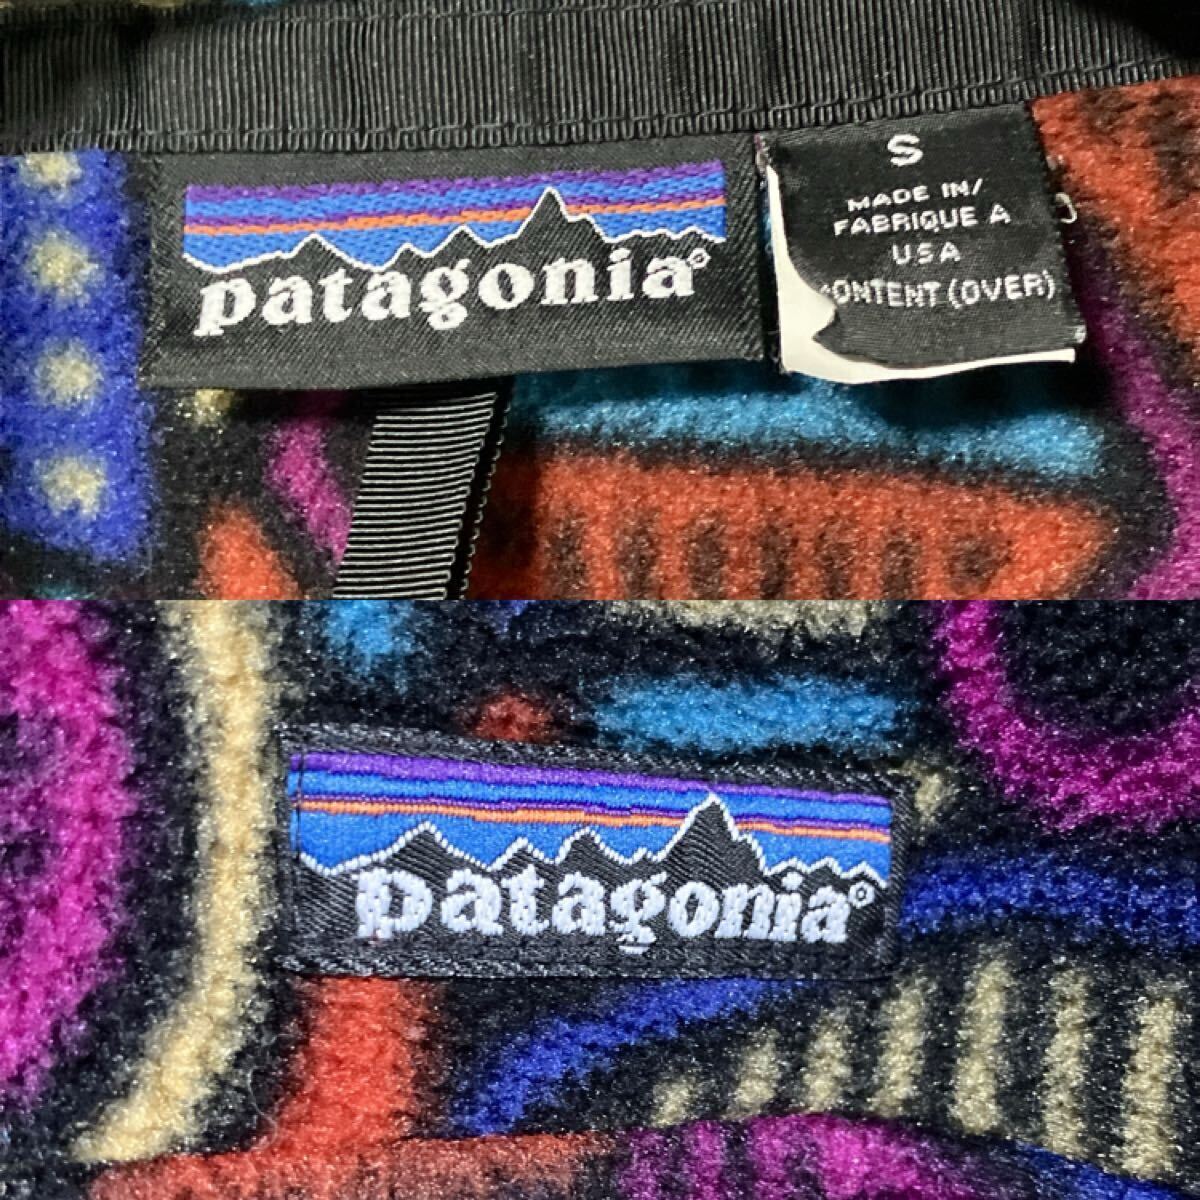 patagonia®
S
MADE IN/
FABRIQUE A
USA
CONTENT (OVER)
patagonia®